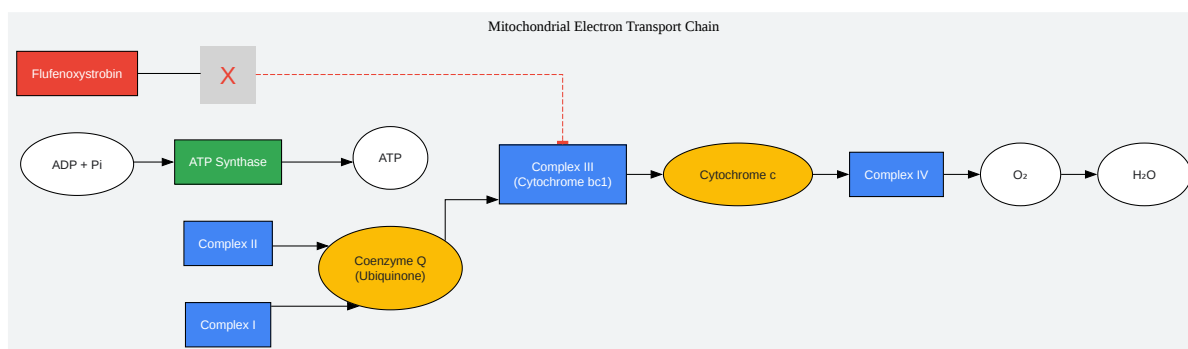 Mitochondrial Electron Transport Chain
Flufenoxystrobin
X
ADP + Pi
ATP Synthase
ATP
Complex III
(Cytochrome bc1)
Cytochrome c
Complex IV
O₂
H₂O
Complex II
Coenzyme Q
(Ubiquinone)
Complex I